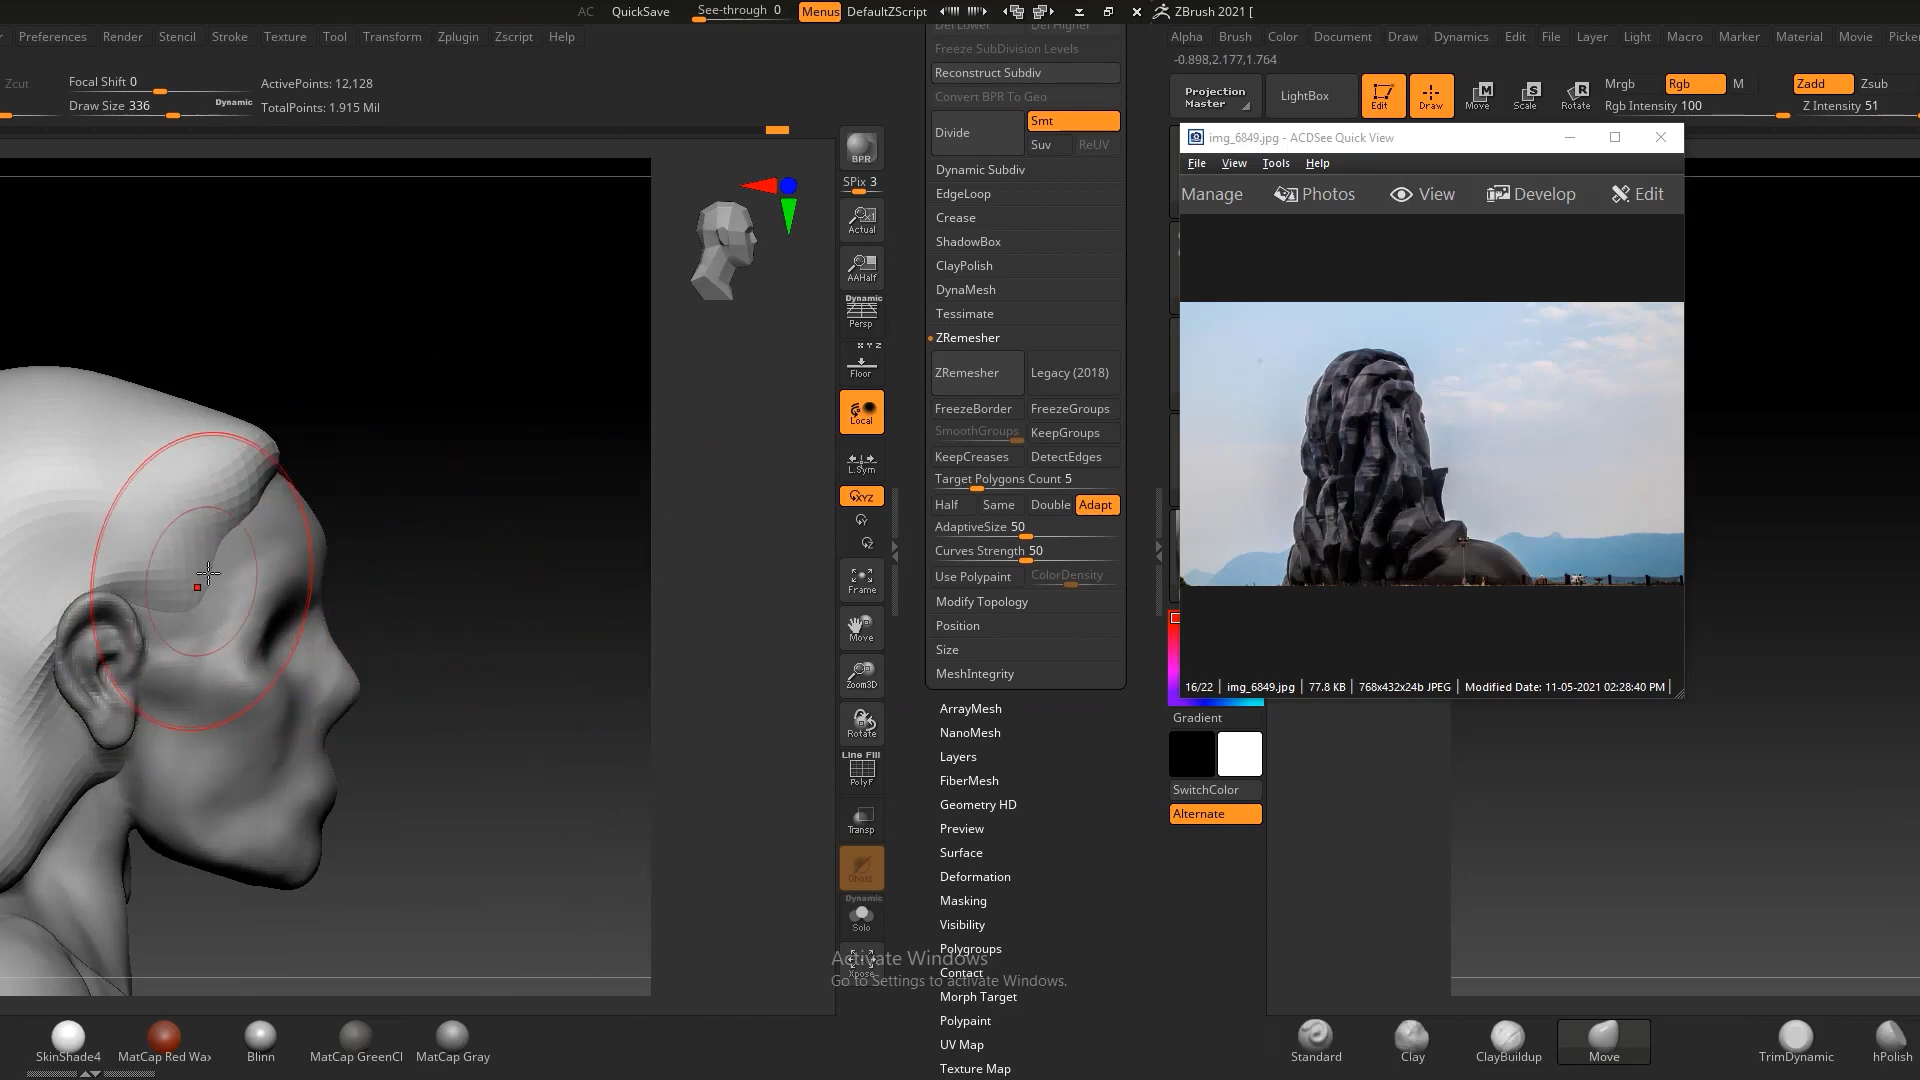 AC QuickSave See-through 0 Menus DefaultZScript
ZBrush 2021 [
Preferences Render Stencil Stroke Texture Tool Transform Zplugin Zscript Help
Alpha Brush Color Document Draw Dynamics Edit File Layer Light Macro Marker Material Movie Picker
-0.898,2.177,1.764
Zcut
Focal Shift 0
ActivePoints: 12,128
Draw Size 336
Dynamic
TotalPoints: 1.915 Mil
Del Lower Del Higher
Freeze SubDivision Levels
Reconstruct Subdiv
Convert BPR To Geo
Divide
Smt
Suv ReUV
Dynamic Subdiv
EdgeLoop
Crease
ShadowBox
ClayPolish
DynaMesh
Tessimate
ZRemesher
ZRemesher Legacy (2018)
FreezeBorder FreezeGroups
SmoothGroups KeepGroups
KeepCreases DetectEdges
Target Polygons Count 5
Half Same Double Adapt
AdaptiveSize 50
Curves Strength 50
Use Polypaint ColorDensity
Modify Topology
Position
Size
MeshIntegrity
ArrayMesh
NanoMesh
Layers
FiberMesh
Geometry HD
Preview
Surface
Deformation
Masking
Visibility
Polygroups
Contact
Morph Target
Polypaint
UV Map
Texture Map
BPR
SPix 3
Actual
AAHalf
Dynamic
Persp
X Y Z
Floor
Local
L.Sym
XYZ
Y
Z
Frame
Move
Zoom3D
Rotate
Line Fill
PolyF
Transp
Ghost
Dynamic
Solo
Xpose
Projection
Master
LightBox
Edit Draw Move Scale Rotate
Mrgb Rgb M
Rgb Intensity 100
Zadd Zsub
Z Intensity 51
img_6849.jpg - ACDSee Quick View
File View Tools Help
Manage Photos View Develop Edit
16/22 img_6849.jpg 77.8 KB 768x432x24b JPEG Modified Date: 11-05-2021 02:28:40 PM
Gradient
SwitchColor
Alternate
Activate Windows
Go to Settings to activate Windows.
SkinShade4 MatCap Red Wax Blinn MatCap GreenCl MatCap Gray
Standard Clay ClayBuildup Move TrimDynamic hPolish